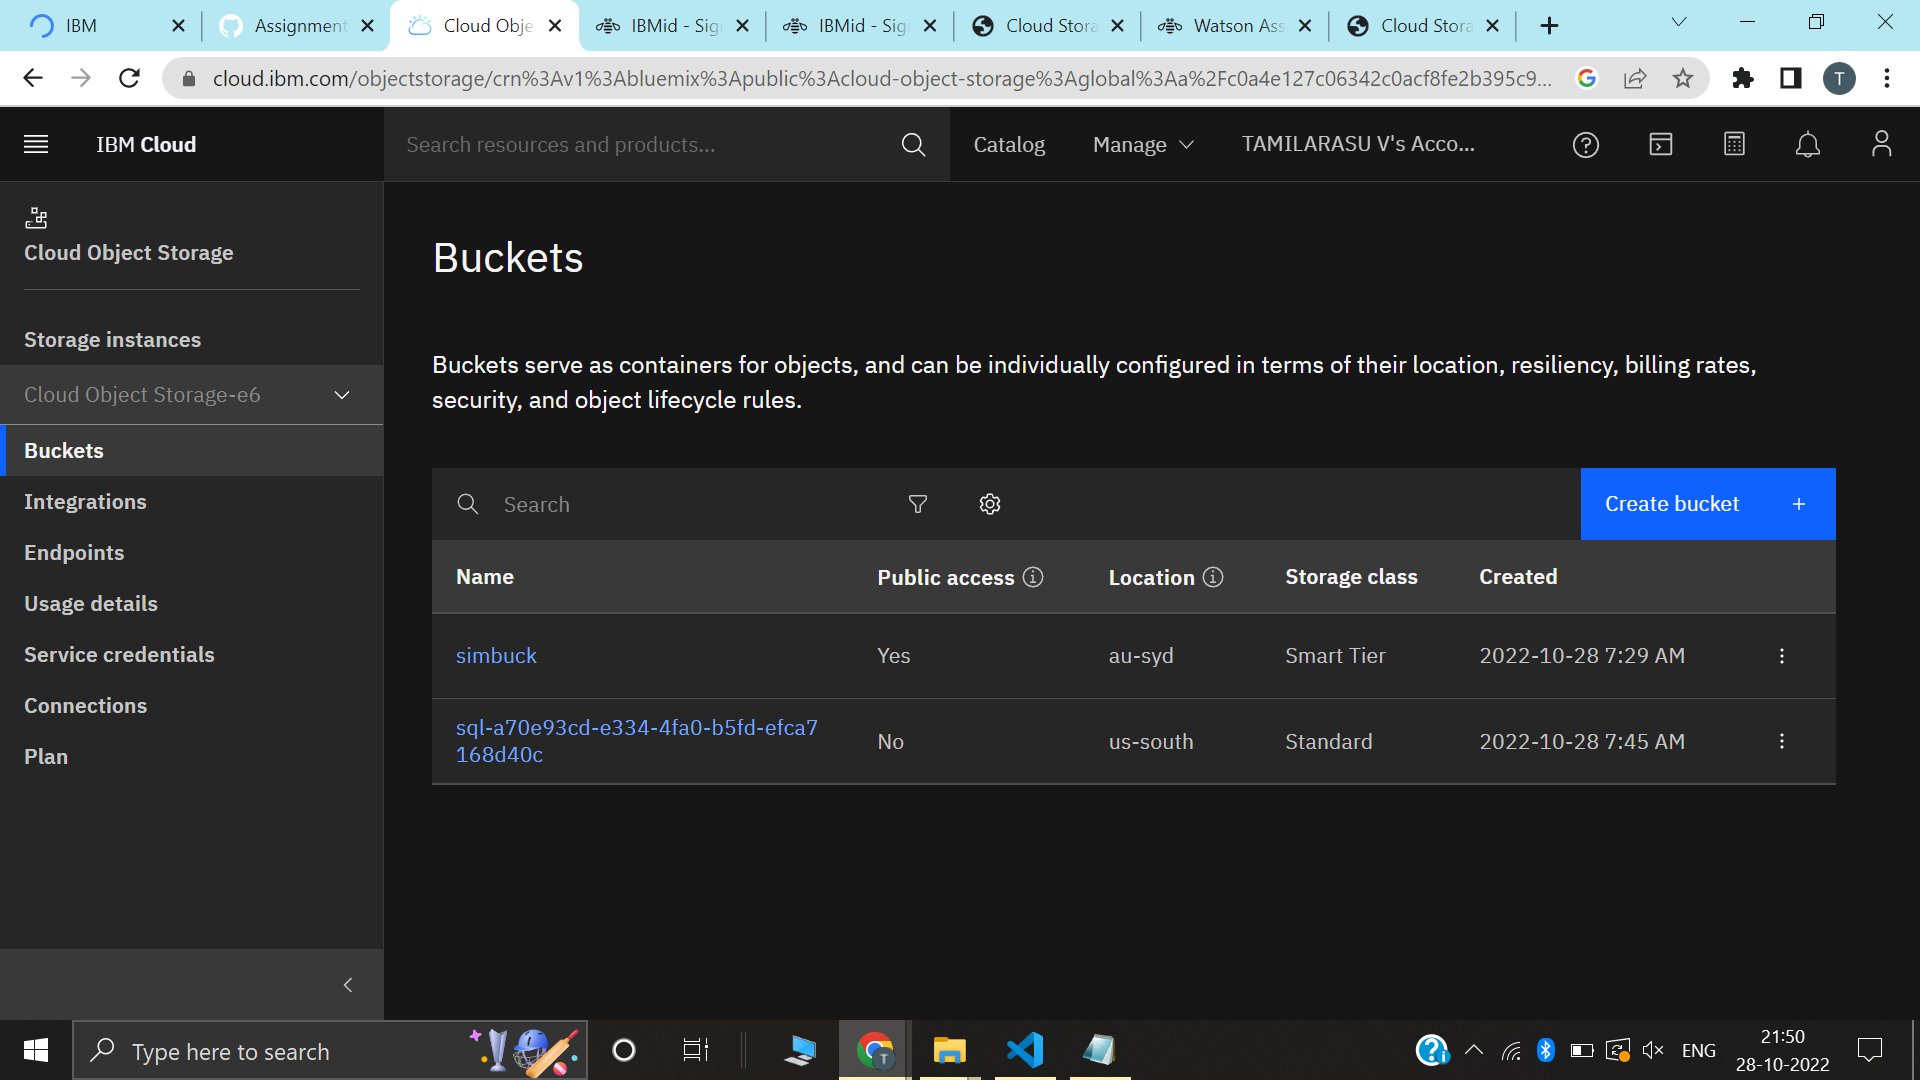 IBM
Assignment
Cloud Obje
IBMid - Sig
IBMid - Sig
Cloud Stora
Watson Ass
Cloud Stora
cloud.ibm.com/objectstorage/crn%3Av1%3Abluemix%3Apublic%3Acloud-object-storage%3Aglobal%3Aa%2Fc0a4e127c06342c0acf8fe2b395c9...
T
IBM Cloud
Search resources and products...
Catalog
Manage
TAMILARASU V's Acco...
Cloud Object Storage
Storage instances
Cloud Object Storage-e6
Buckets
Integrations
Endpoints
Usage details
Service credentials
Connections
Plan
Buckets
Buckets serve as containers for objects, and can be individually configured in terms of their location, resiliency, billing rates,
security, and object lifecycle rules.
Search
Create bucket +
Name Public access Location Storage class Created
simbuck Yes au-syd Smart Tier 2022-10-28 7:29 AM
sql-a70e93cd-e334-4fa0-b5fd-efca7
168d40c No us-south Standard 2022-10-28 7:45 AM
Type here to search
T
ENG
21:50
28-10-2022